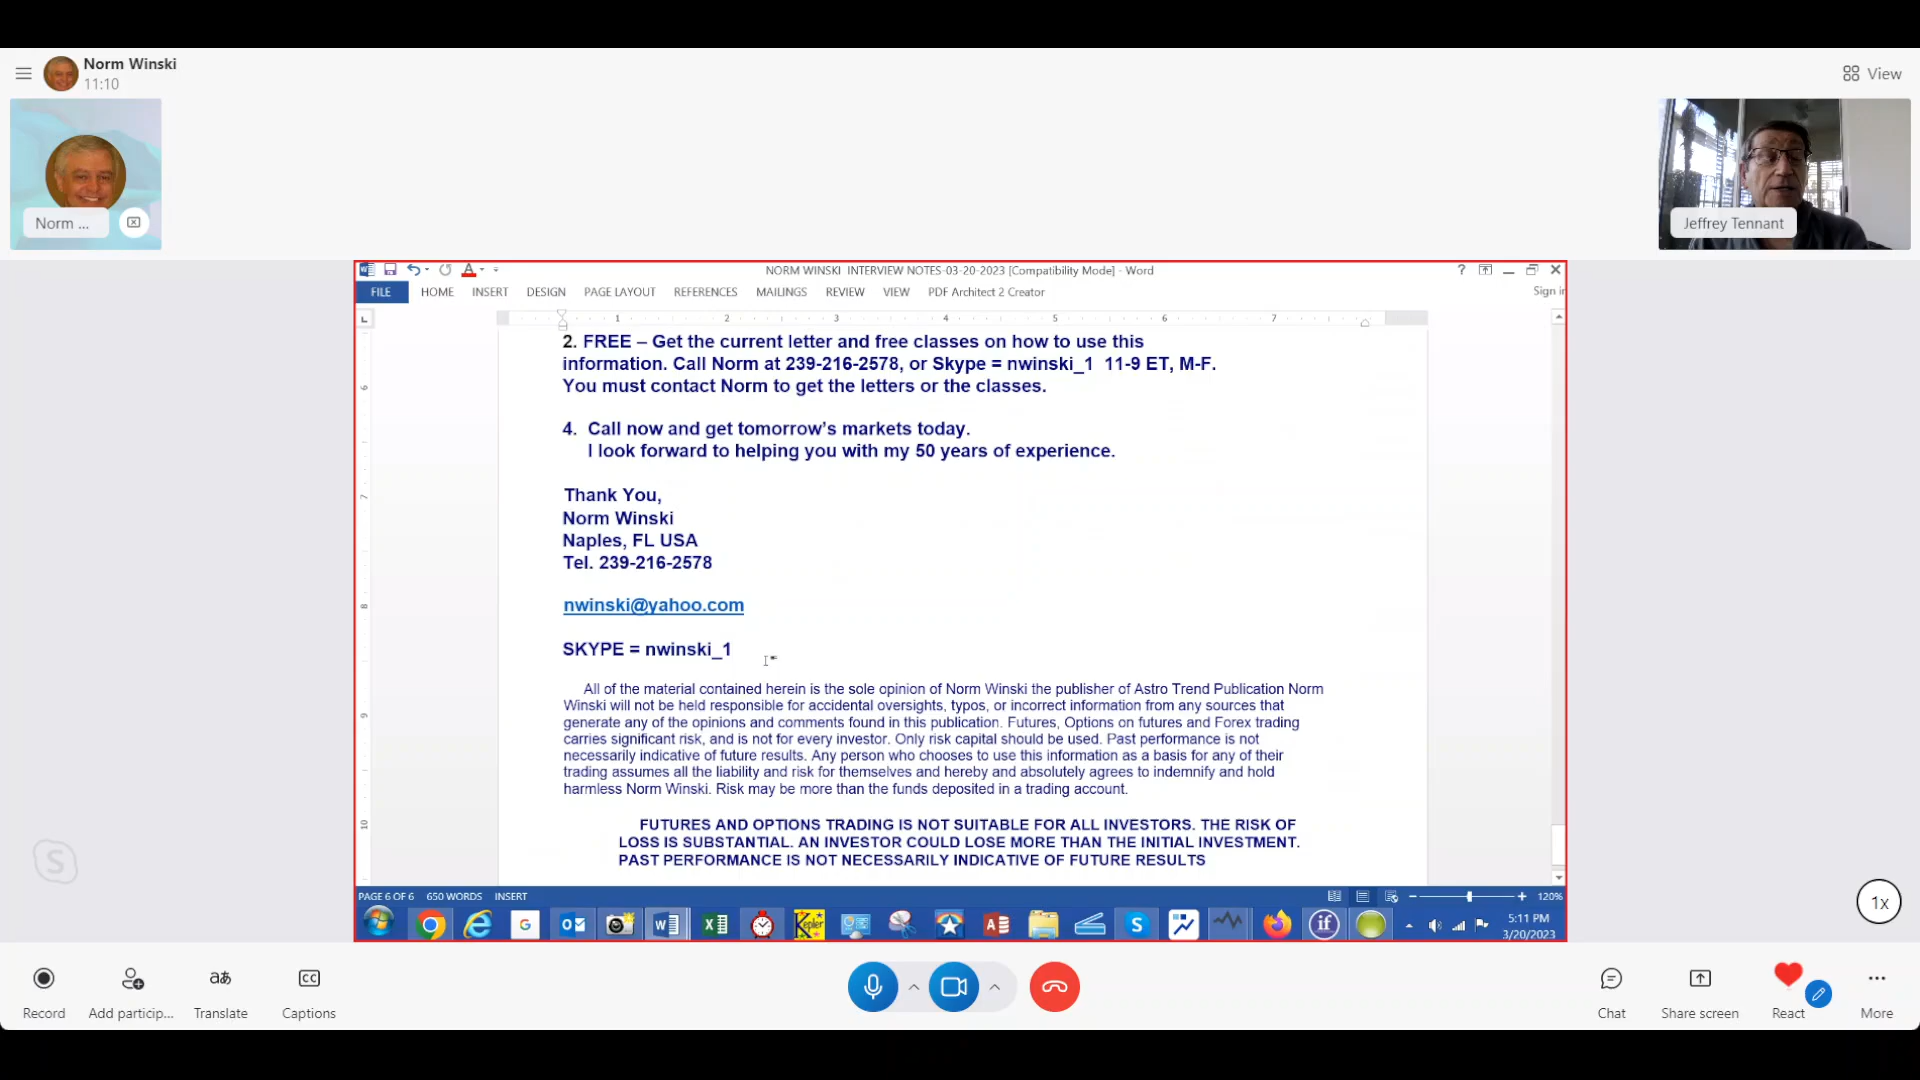 Norm Winski
11:10
View
Norm ...
Jeffrey Tennant
NORM WINSKI INTERVIEW NOTES-03-20-2023 [Compatibility Mode] - Word
Sign in
FILE HOME INSERT DESIGN PAGE LAYOUT REFERENCES MAILINGS REVIEW VIEW PDF Architect 2 Creator
1 2 3 4 5 6 7
2. FREE – Get the current letter and free classes on how to use this
information. Call Norm at 239-216-2578, or Skype = nwinski_1 11-9 ET, M-F.
You must contact Norm to get the letters or the classes.
4. Call now and get tomorrow's markets today.
I look forward to helping you with my 50 years of experience.
Thank You,
Norm Winski
Naples, FL USA
Tel. 239-216-2578
nwinski@yahoo.com
SKYPE = nwinski_1
All of the material contained herein is the sole opinion of Norm Winski the publisher of Astro Trend Publication Norm
Winski will not be held responsible for accidental oversights, typos, or incorrect information from any sources that
generate any of the opinions and comments found in this publication. Futures, Options on futures and Forex trading
carries significant risk, and is not for every investor. Only risk capital should be used. Past performance is not
necessarily indicative of future results. Any person who chooses to use this information as a basis for any of their
trading assumes all the liability and risk for themselves and hereby and absolutely agrees to indemnify and hold
harmless Norm Winski. Risk may be more than the funds deposited in a trading account.
FUTURES AND OPTIONS TRADING IS NOT SUITABLE FOR ALL INVESTORS. THE RISK OF
LOSS IS SUBSTANTIAL. AN INVESTOR COULD LOSE MORE THAN THE INITIAL INVESTMENT.
PAST PERFORMANCE IS NOT NECESSARILY INDICATIVE OF FUTURE RESULTS
PAGE 6 OF 6 650 WORDS INSERT
120%
Kepler
5:11 PM
3/20/2023
1x
Record
Add particip...
Translate
Captions
Chat
Share screen
React
More